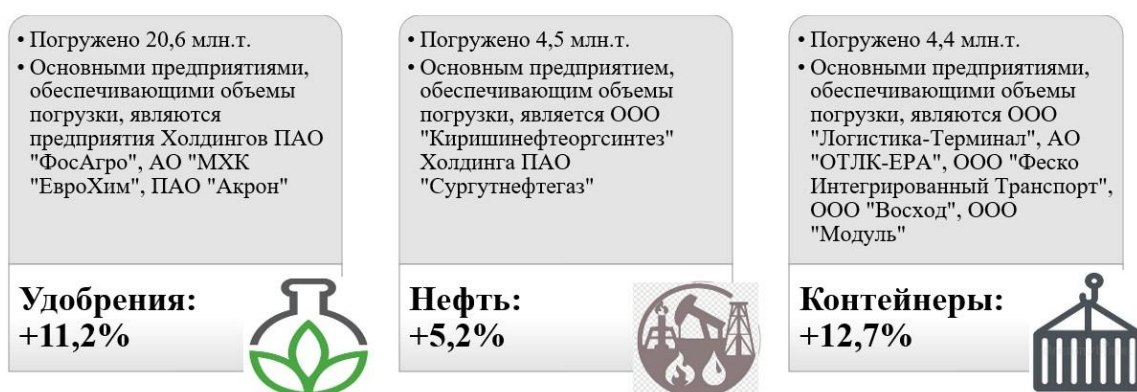 • Погружено 20,6 млн.т.
• Основными предприятиями,
обеспечивающими объемы
погрузки, являются
предприятия Холдингов ПАО
"ФосАгро", АО "МХК
"ЕвроХим", ПАО "Акрон"
Удобрения:
+11,2%
• Погружено 4,5 млн.т.
• Основным предприятием,
обеспечивающим объемы
погрузки, является ООО
"Киришинефтеоргсинтез"
Холдинга ПАО
"Сургутнефтегаз"
Нефть:
+5,2%
• Погружено 4,4 млн.т.
• Основными предприятиями,
обеспечивающими объемы
погрузки, являются ООО
"Логистика-Терминал", АО
"ОТЛК-ЕРА", ООО "Феско
Интегрированный Транспорт",
ООО "Восход", ООО
"Модуль"
Контейнеры:
+12,7%